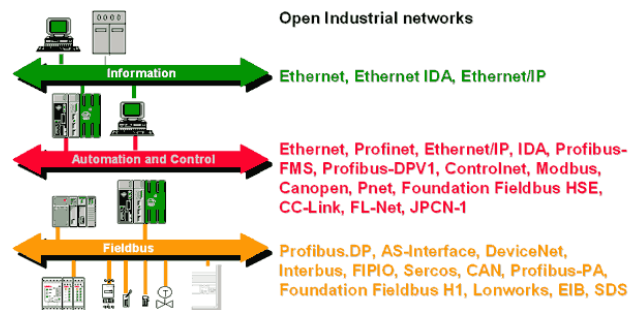 Open Industrial networks
Information
Ethernet, Ethernet IDA, Ethernet/IP
Automation and Control
Ethernet, Profinet, Ethernet/IP, IDA, Profibus-
FMS, Profibus-DPV1, Controlnet, Modbus,
Canopen, Pnet, Foundation Fieldbus HSE,
CC-Link, FL-Net, JPCN-1
Fieldbus
Profibus.DP, AS-Interface, DeviceNet,
Interbus, FIPIO, Sercos, CAN, Profibus-PA,
Foundation Fieldbus H1, Lonworks, EIB, SDS